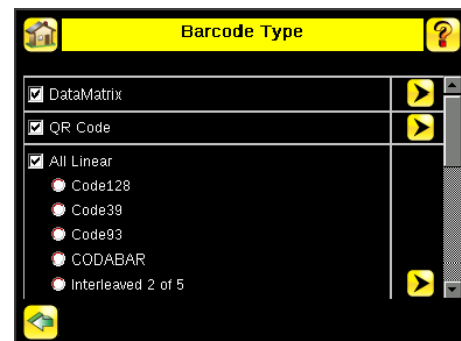 Barcode Type
?
DataMatrix
QR Code
All Linear
Code128
Code39
Code93
CODABAR
Interleaved 2 of 5